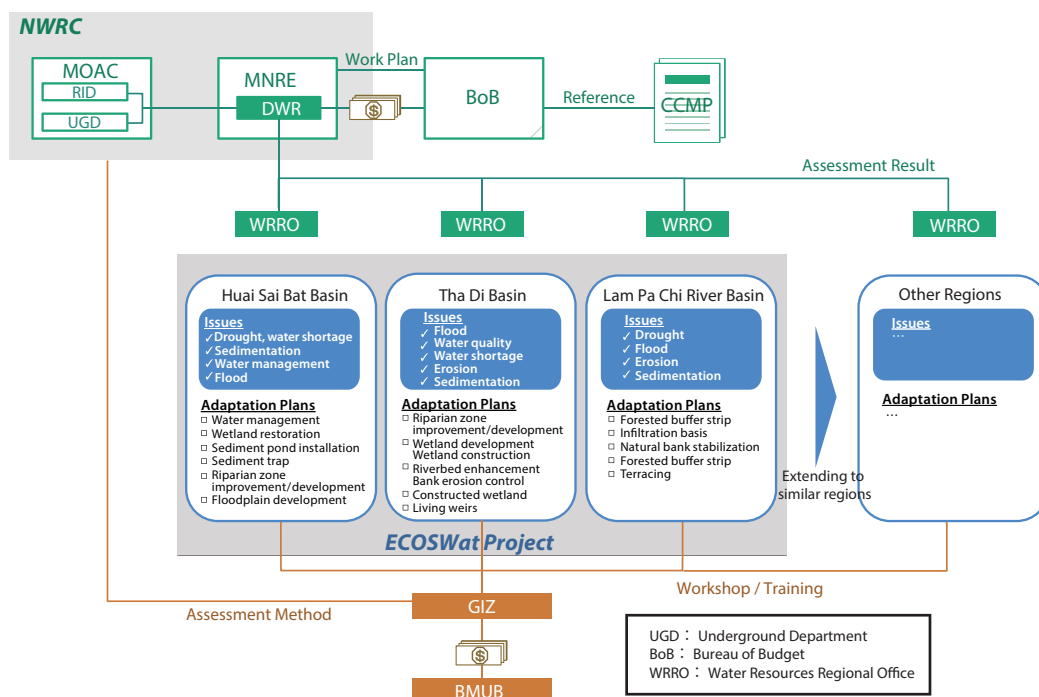 NWRC
MOAC
RID
UGD
MNRE
DWR
Work Plan
$
BoB
Reference
CCMP
Assessment Result
WRRO
WRRO
WRRO
WRRO
Huai Sai Bat Basin
Issues
✓Drought, water shortage
✓Sedimentation
✓Water management
✓Flood
Adaptation Plans
□ Water management
□ Wetland restoration
□ Sediment pond installation
□ Sediment trap
□ Riparian zone
improvement/development
□ Floodplain development
Tha Di Basin
Issues
✓ Flood
✓ Water quality
✓ Water shortage
✓ Erosion
✓ Sedimentation
Adaptation Plans
□ Riparian zone
improvement/development
□ Wetland development
Wetland construction
□ Riverbed enhancement
Bank erosion control
□ Constructed wetland
□ Living weirs
Lam Pa Chi River Basin
Issues
✓ Drought
✓ Flood
✓ Erosion
✓ Sedimentation
Adaptation Plans
□ Forested buffer strip
□ Infiltration basis
□ Natural bank stabilization
□ Forested buffer strip
□ Terracing
Extending to
similar regions
Other Regions
Issues
...
Adaptation Plans
...
ECOSWat Project
Workshop / Training
Assessment Method
GIZ
$
BMUB
UGD： Underground Department
BoB： Bureau of Budget
WRRO： Water Resources Regional Office